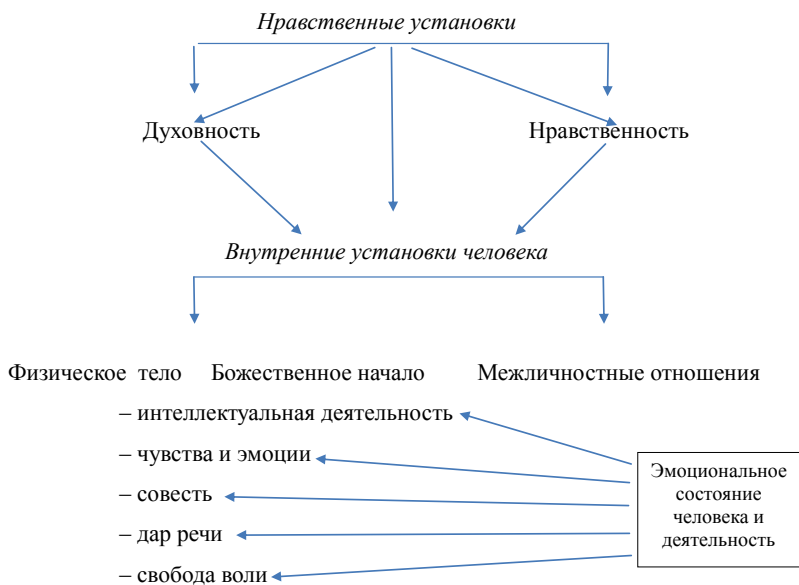 Нравственные установки
Духовность Нравственность
Внутренние установки человека
Физическое тело Божественное начало Межличностные отношения
– интеллектуальная деятельность
– чувства и эмоции
– совесть
– дар речи
– свобода воли
Эмоциональное
состояние
человека и
деятельность